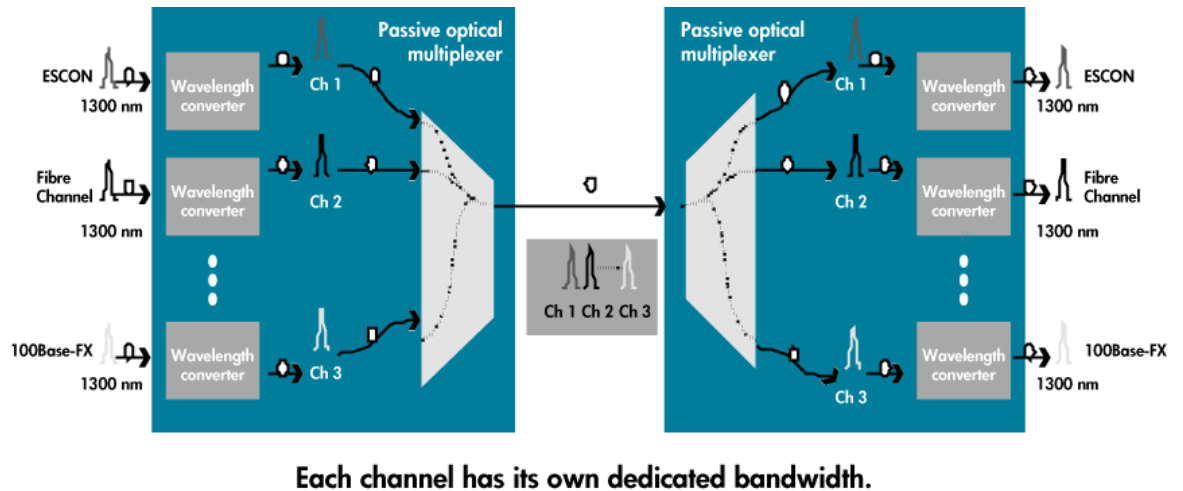 Passive optical
multiplexer
ESCON
1300 nm
Wavelength
converter
Ch 1
Fibre
Channel
1300 nm
Wavelength
converter
Ch 2
100Base-FX
1300 nm
Wavelength
converter
Ch 3
Ch 1 Ch 2 Ch 3
Passive optical
multiplexer
Ch 1
Wavelength
converter
ESCON
1300 nm
Ch 2
Wavelength
converter
Fibre
Channel
1300 nm
Ch 3
Wavelength
converter
100Base-FX
1300 nm
Each channel has its own dedicated bandwidth.